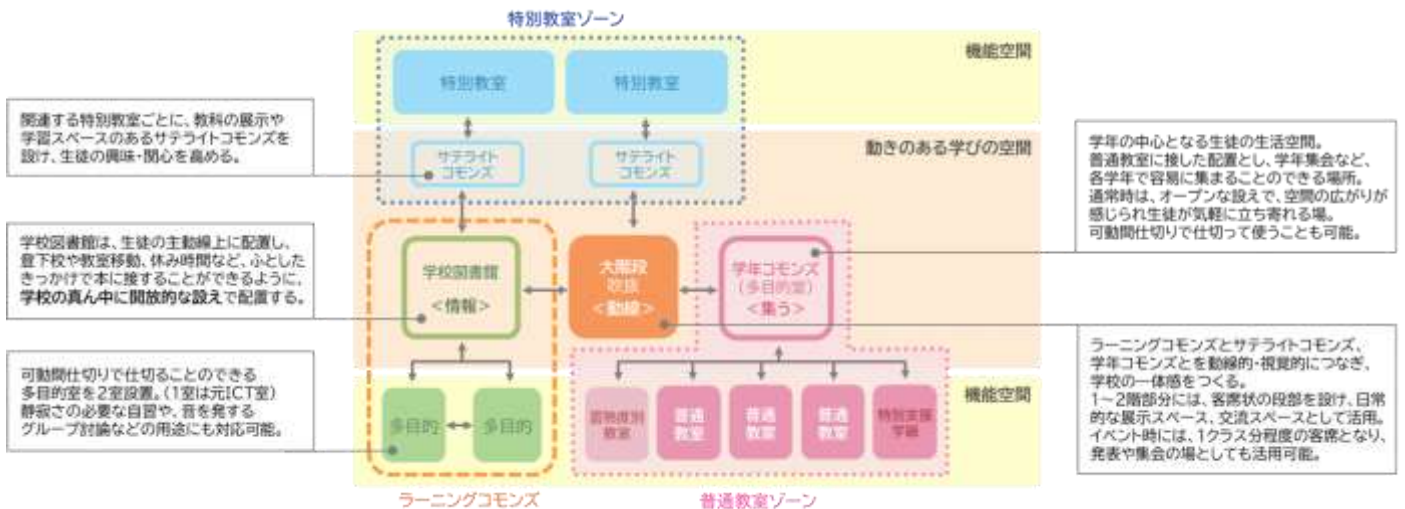 特別教室ゾーン
機能空間
特別教室
特別教室
動きのある学びの空間
サテライト
コモンズ
サテライト
コモンズ
関連する特別教室ごとに、教科の展示や
学習スペースのあるサテライトコモンズを
設け、生徒の興味・関心を高める。
学校図書館は、生徒の主動線上に配置し、
登下校や教室移動、休み時間など、ふとした
きっかけで本に接することができるように、
学校の真ん中に開放的な設えで配置する。
可動間仕切りで仕切ることのできる
多目的室を2室設置。(1室は元ICT室)
静寂さの必要な自習や、音を発する
グループ討論などの用途にも対応可能。
学校図書館
<情報>
大階段
吹抜
<動線>
学年コモンズ
(多目的室)
<集う>
学年の中心となる生徒の生活空間。
普通教室に接した配置とし、学年集会など、
各学年で容易に集まることのできる場所。
通常時は、オープンな設えで、空間の広がりが
感じられ生徒が気軽に立ち寄れる場。
可動間仕切りで仕切って使うことも可能。
ラーニングコモンズとサテライトコモンズ、
学年コモンズとを動線的・視覚的につなぎ、
学校の一体感をつくる。
1～2階部分には、客席状の段部を設け、日常
的な展示スペース、交流スペースとして活用。
イベント時には、1クラス分程度の客席となり、
発表や集会の場としても活用可能。
機能空間
多目的
多目的
習熟度別
教室
普通
教室
普通
教室
普通
教室
特別支援
学級
ラーニングコモンズ
普通教室ゾーン